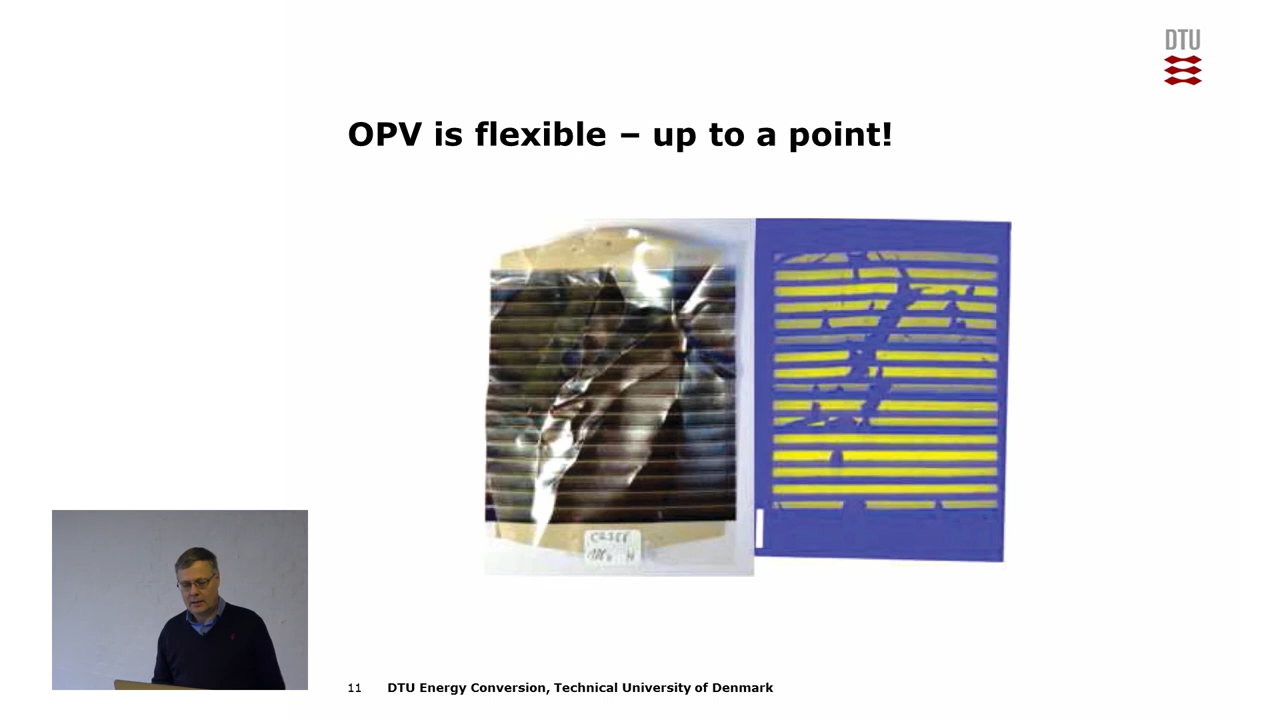 DTU
OPV is flexible – up to a point!
11 DTU Energy Conversion, Technical University of Denmark